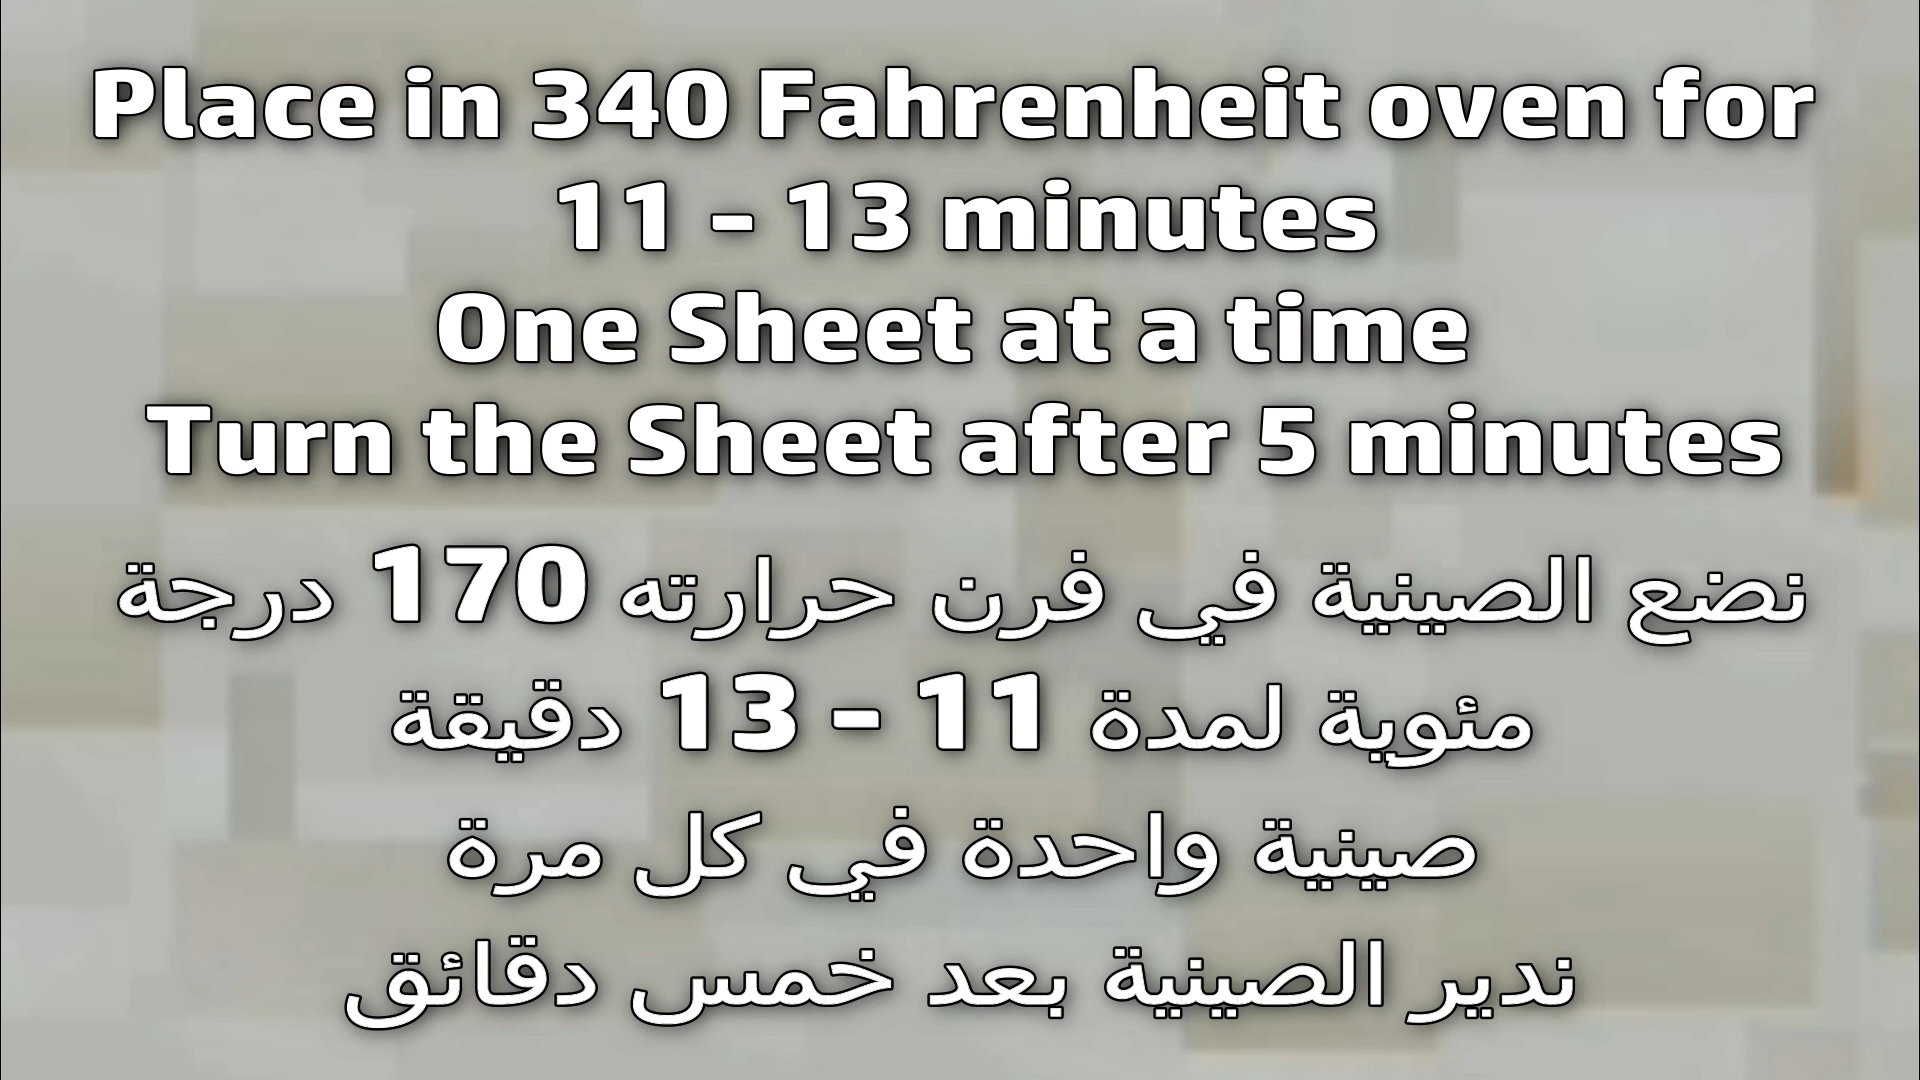 Place in 340 Fahrenheit oven for
11 - 13 minutes
One Sheet at a time
Turn the Sheet after 5 minutes
نضع الصينية في فرن حرارته 170 درجة
مئوية لمدة 11 - 13 دقيقة
صينية واحدة في كل مرة
ندير الصينية بعد خمس دقائق